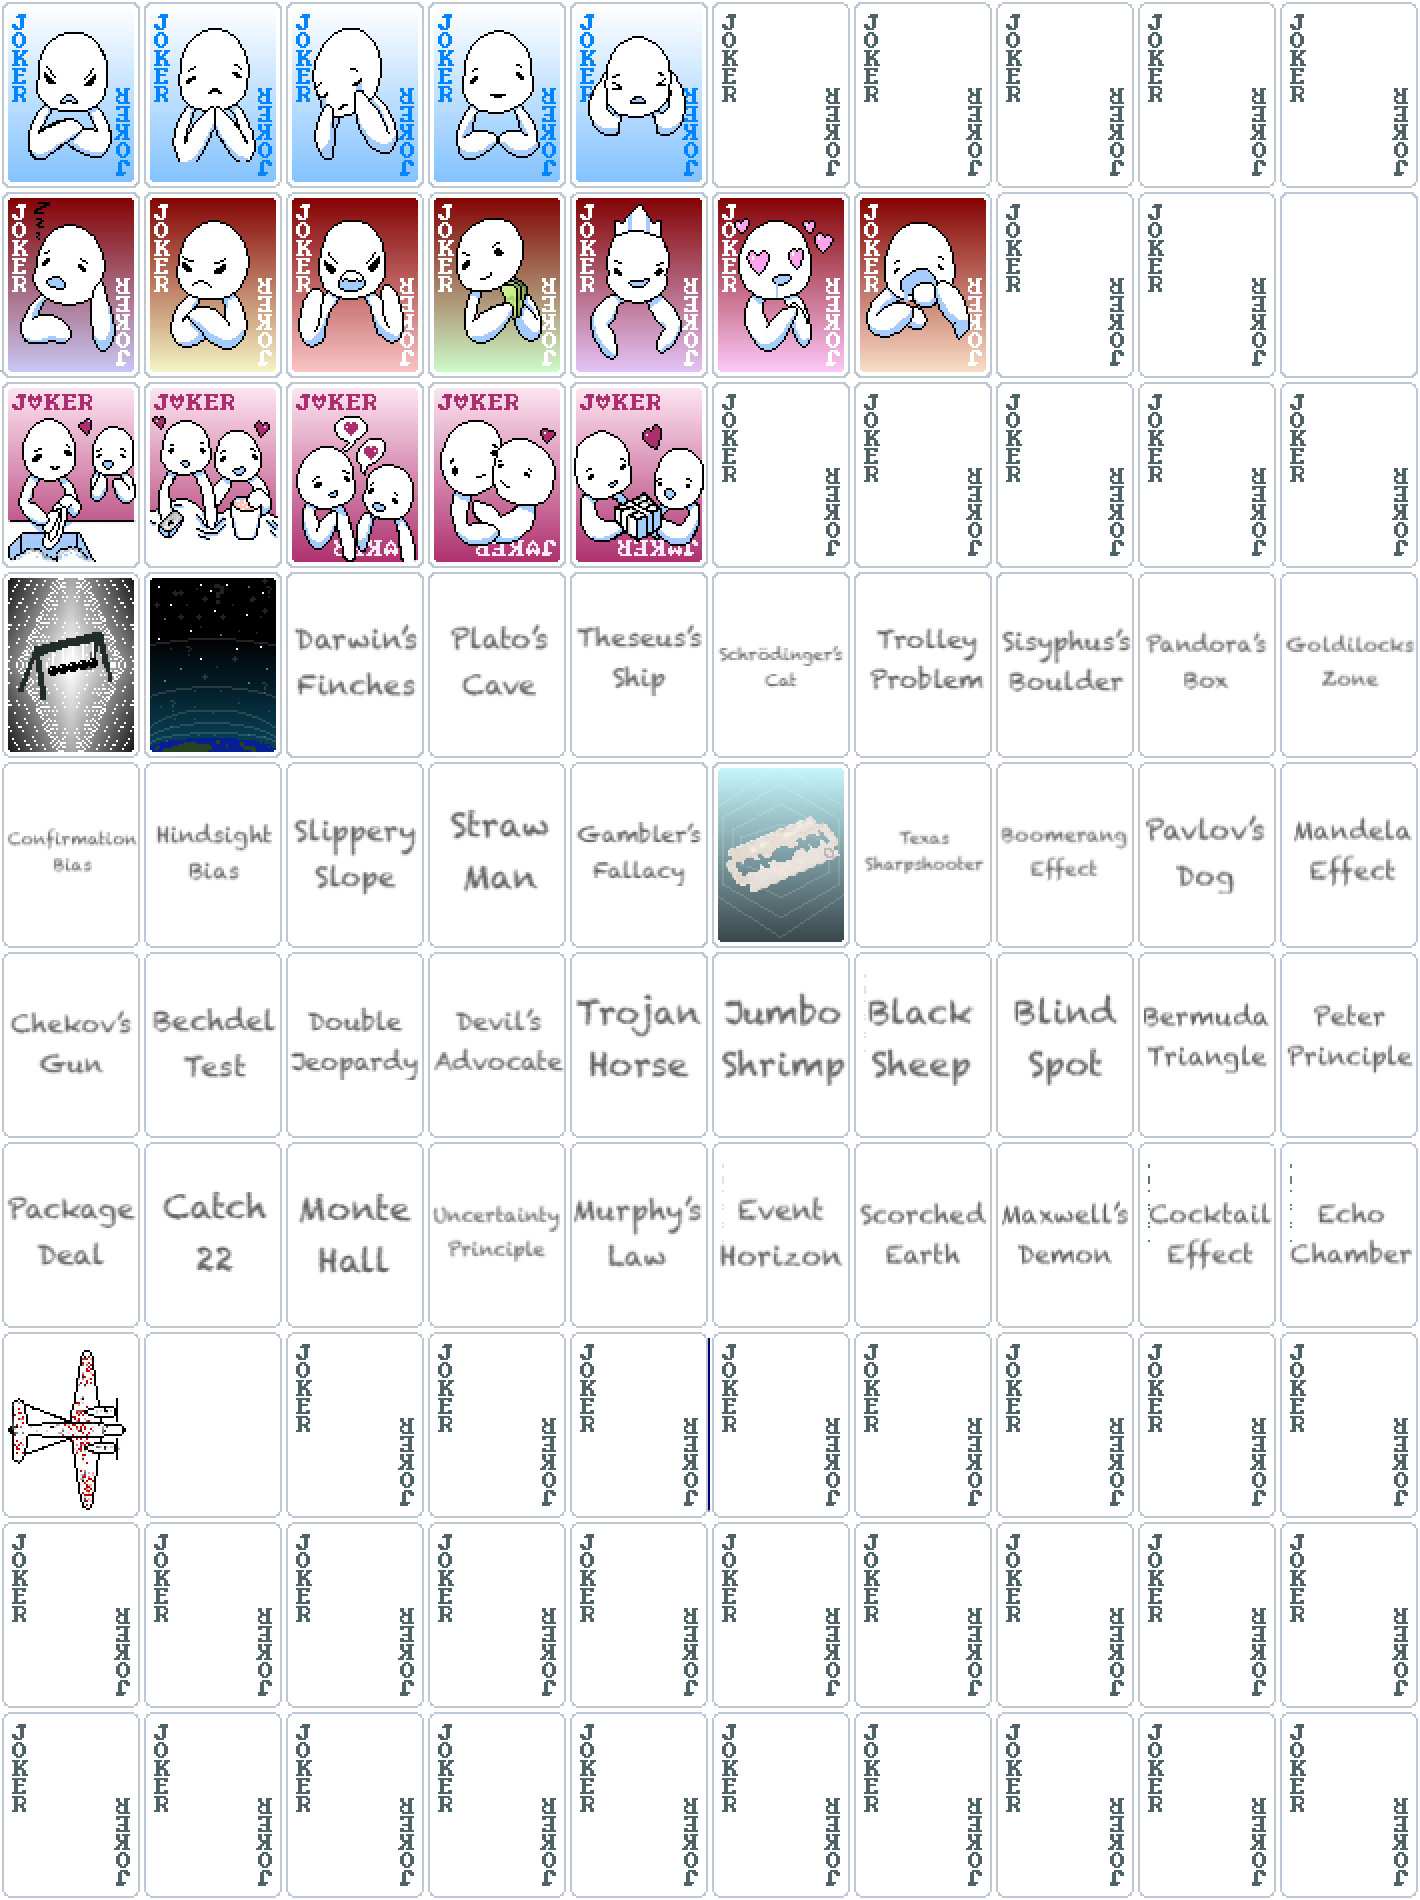 JOKER JOKER JOKER JOKER JOKER JOKER JOKER JOKER JOKER JOKER
JOKER JOKER JOKER JOKER JOKER JOKER JOKER JOKER JOKER JOKER
z z z
JOKER JOKER JOKER JOKER JOKER JOKER JOKER JOKER JOKER
JOKER JOKER JOKER JOKER JOKER JOKER JOKER JOKER JOKER
J♥KER J♥KER J♥KER J♥KER J♥KER JOKER JOKER JOKER JOKER JOKER
J♥KER J♥KER J♥KER JOKER JOKER JOKER JOKER JOKER
Darwin's
Finches
Plato's
Cave
Theseus's
Ship
Schrödinger's
Cat
Trolley
Problem
Sisyphus's
Boulder
Pandora's
Box
Goldilocks
Zone
Confirmation
Bias
Hindsight
Bias
Slippery
Slope
Straw
Man
Gambler's
Fallacy
Texas
Sharpshooter
Boomerang
Effect
Pavlov's
Dog
Mandela
Effect
Chekov's
Gun
Bechdel
Test
Double
Jeopardy
Devil's
Advocate
Trojan
Horse
Jumbo
Shrimp
Black
Sheep
Blind
Spot
Bermuda
Triangle
Peter
Principle
Package
Deal
Catch
22
Monte
Hall
Uncertainty
Principle
Murphy's
Law
Event
Horizon
Scorched
Earth
Maxwell's
Demon
Cocktail
Effect
Echo
Chamber
JOKER JOKER JOKER JOKER JOKER JOKER JOKER JOKER
JOKER JOKER JOKER JOKER JOKER JOKER JOKER JOKER
JOKER JOKER JOKER JOKER JOKER JOKER JOKER JOKER JOKER JOKER
JOKER JOKER JOKER JOKER JOKER JOKER JOKER JOKER JOKER JOKER
JOKER JOKER JOKER JOKER JOKER JOKER JOKER JOKER JOKER JOKER
JOKER JOKER JOKER JOKER JOKER JOKER JOKER JOKER JOKER JOKER